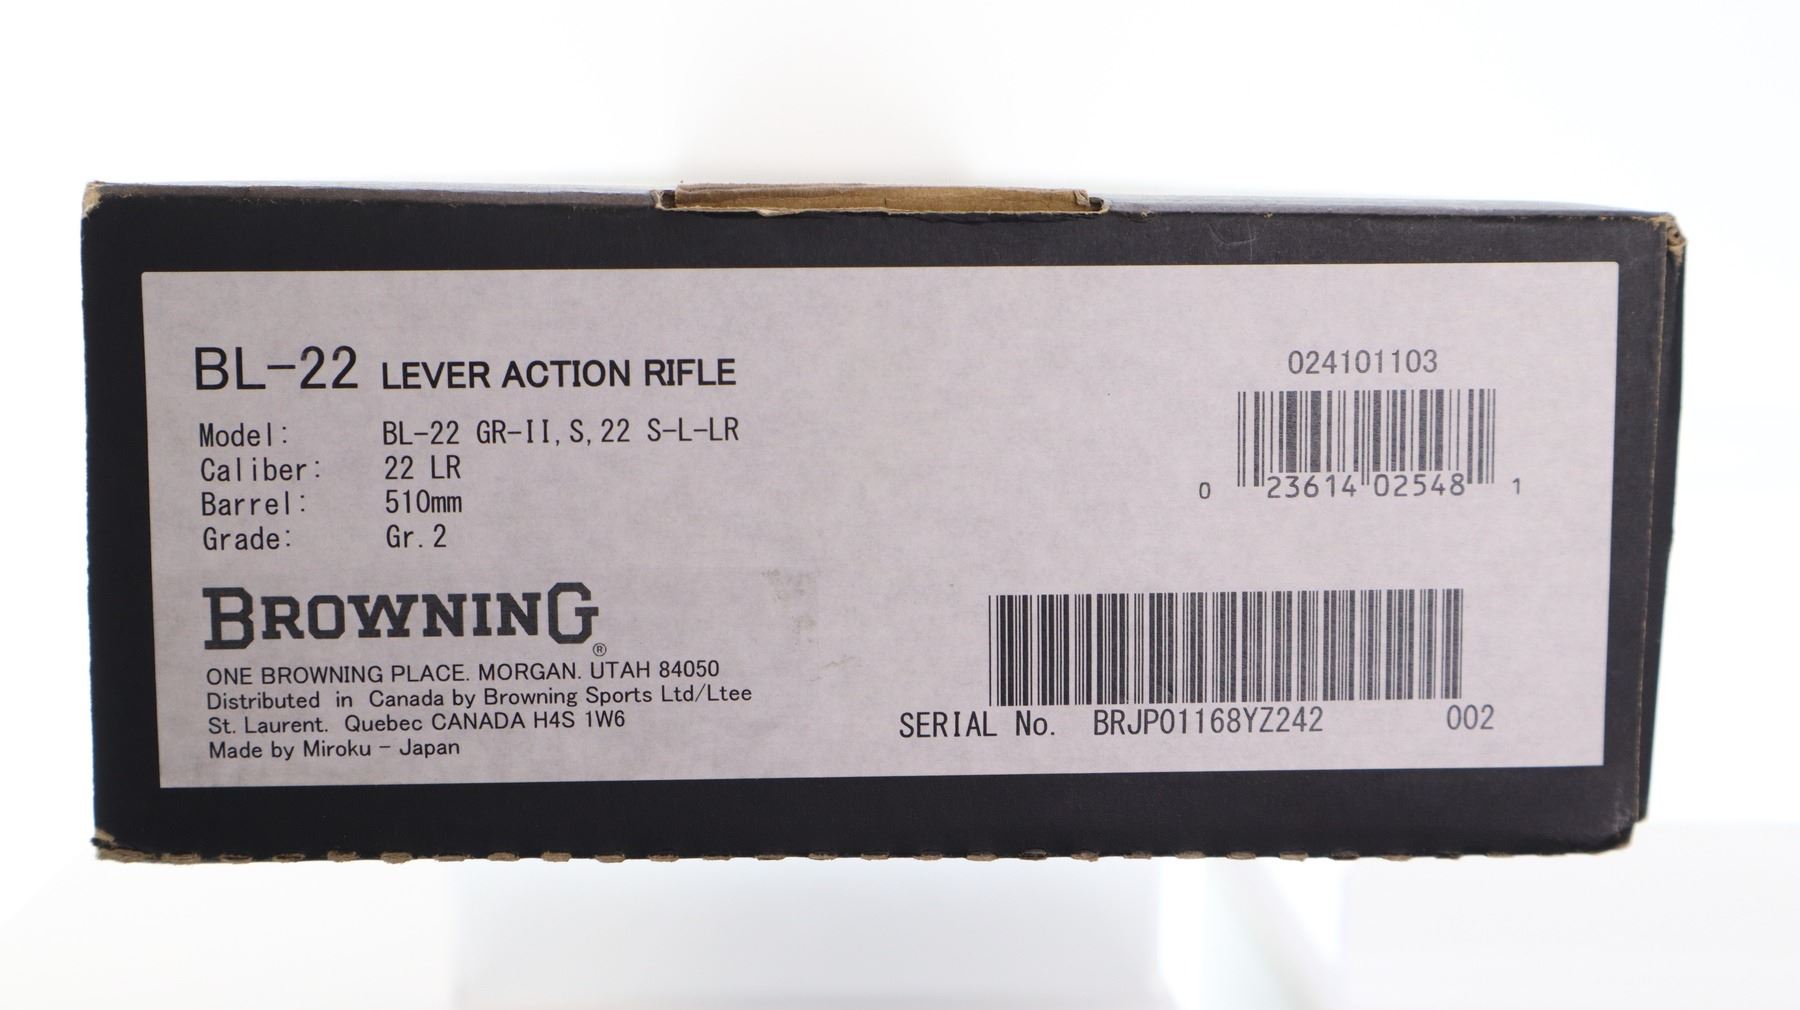 BL-22 LEVER ACTION RIFLE
Model: BL-22 GR-II, S, 22 S-L-LR
Caliber: 22 LR
Barrel: 510mm
Grade: Gr. 2
BROWNING®
ONE BROWNING PLACE. MORGAN. UTAH 84050
Distributed in Canada by Browning Sports Ltd/Ltee
St. Laurent. Quebec CANADA H4S 1W6
Made by Miroku - Japan
024101103
0 23614 02548 1
SERIAL No. BRJP01168YZ242 002